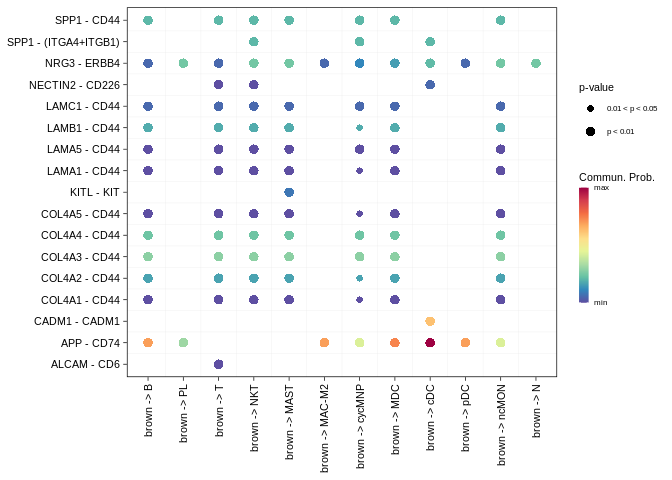 SPP1 - CD44
SPP1 - (ITGA4+ITGB1)
NRG3 - ERBB4
NECTIN2 - CD226
LAMC1 - CD44
LAMB1 - CD44
LAMA5 - CD44
LAMA1 - CD44
KITL - KIT
COL4A5 - CD44
COL4A4 - CD44
COL4A3 - CD44
COL4A2 - CD44
COL4A1 - CD44
CADM1 - CADM1
APP - CD74
ALCAM - CD6
brown -> B
brown -> PL
brown -> T
brown -> NKT
brown -> MAST
brown -> MAC-M2
brown -> cycMNP
brown -> MDC
brown -> cDC
brown -> pDC
brown -> ncMON
brown -> N
p-value
0.01 < p < 0.05
p < 0.01
Commun. Prob.
max
min